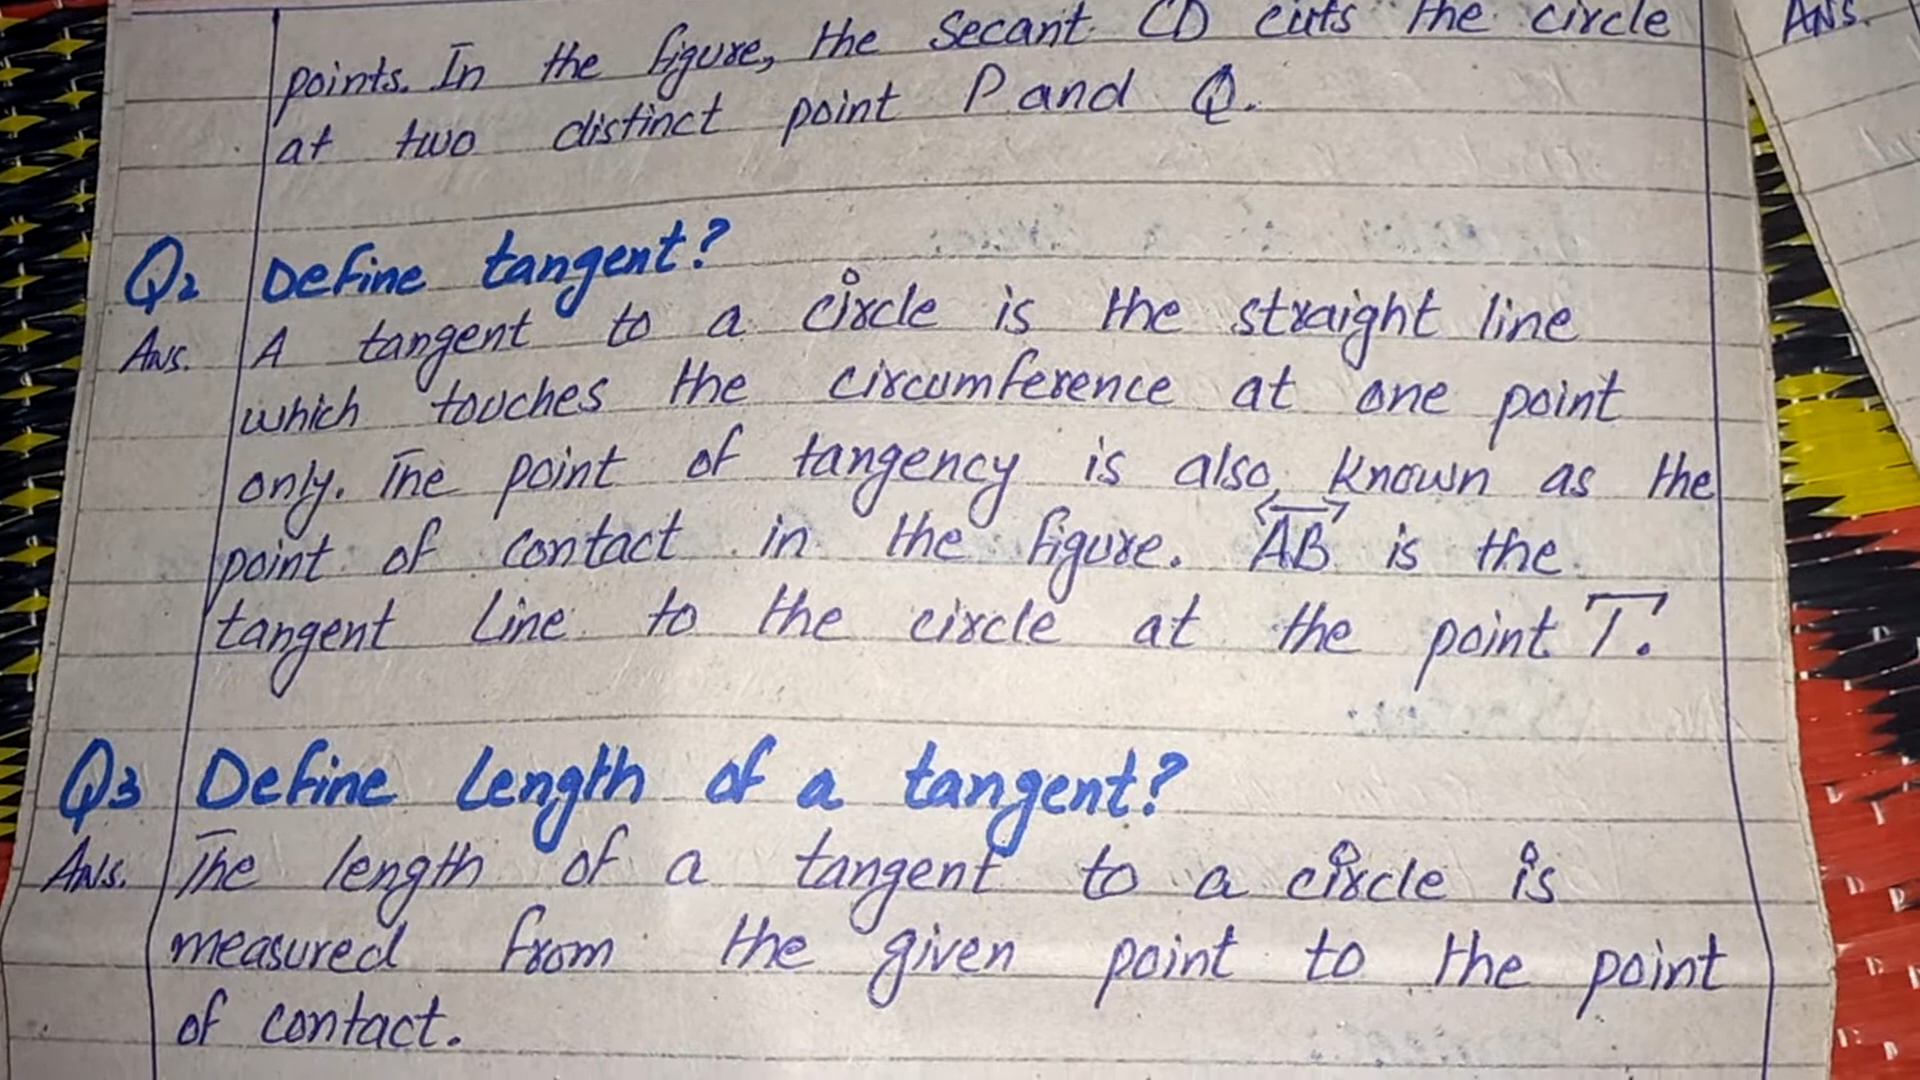 points. In the figure, the Secant CD cuts the circle
at two distinct point P and Q.
Q2 Define tangent?
Ans. A tangent to a circle is the straight line
which touches the circumference at one point
only. The point of tangency is also known as the
point of contact in the figure. AB is the
tangent Line to the circle at the point T.
Q3 Define Length of a tangent?
Ans. The length of a tangent to a circle is
measured from the given point to the point
of contact.
Ans.